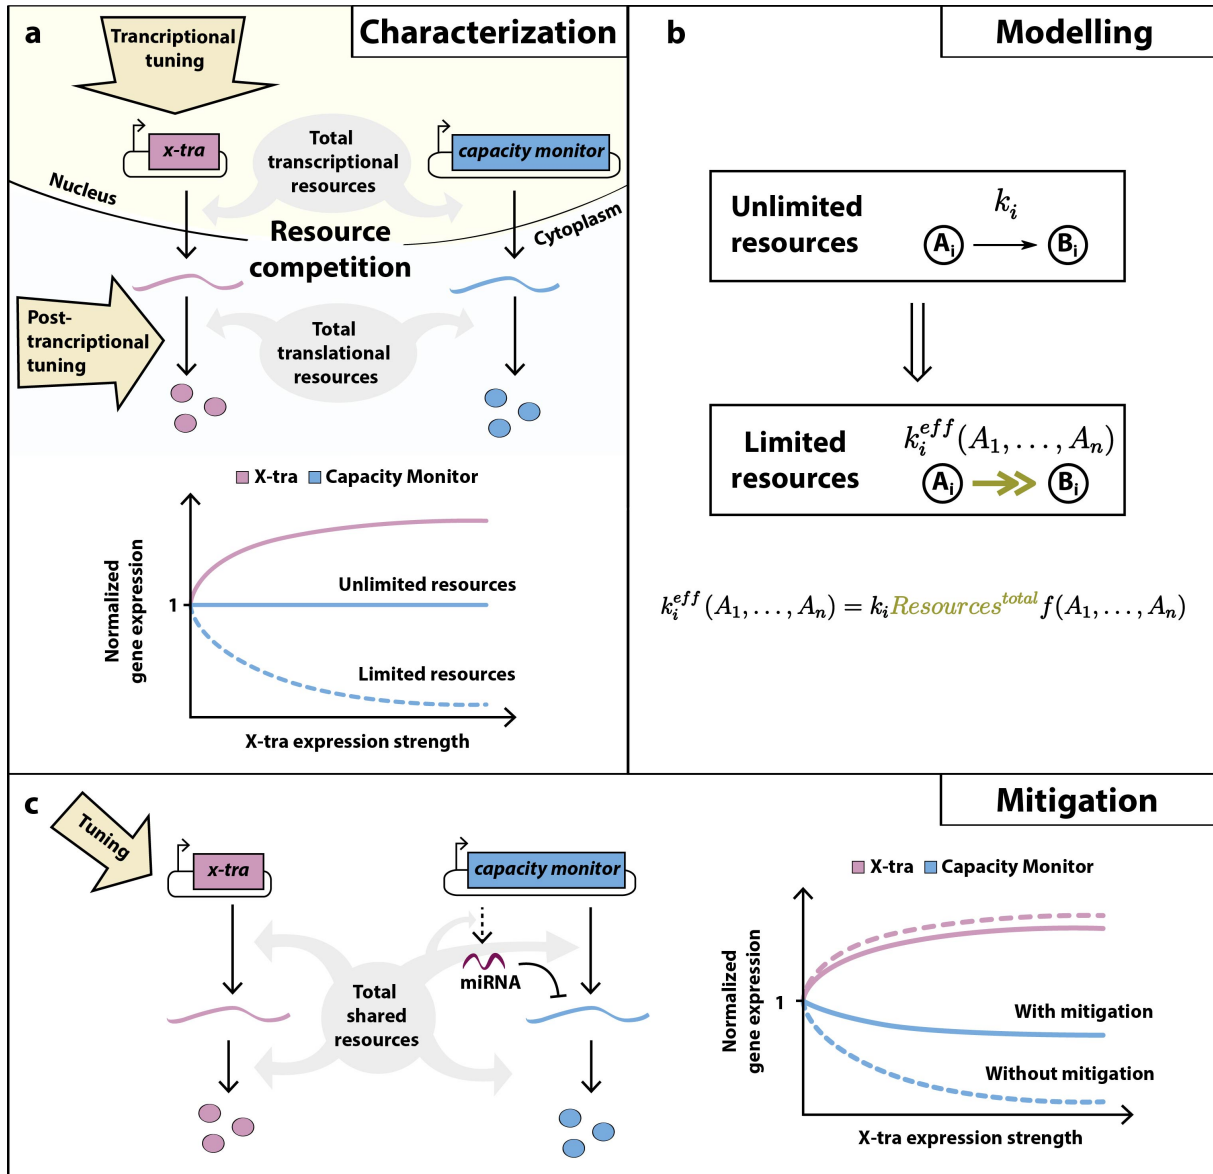 a
Characterization
Trancriptional
tuning
x-tra
Total
transcriptional
resources
capacity monitor
Nucleus
Cytoplasm
Resource
competition
Post-
trancriptional
tuning
Total
translational
resources
X-tra
Capacity Monitor
Normalized
gene expression
1
Unlimited resources
Limited resources
X-tra expression strength
b
Modelling
Unlimited
resources
k_i
A_i
B_i
Limited
resources
k_i^{eff}(A_1, . . . , A_n)
A_i
B_i
k_i^{eff}(A_1, . . . , A_n) = k_i Resources^{total} f(A_1, . . . , A_n)
c
Mitigation
Tuning
x-tra
capacity monitor
miRNA
Total
shared
resources
X-tra
Capacity Monitor
Normalized
gene expression
1
With mitigation
Without mitigation
X-tra expression strength